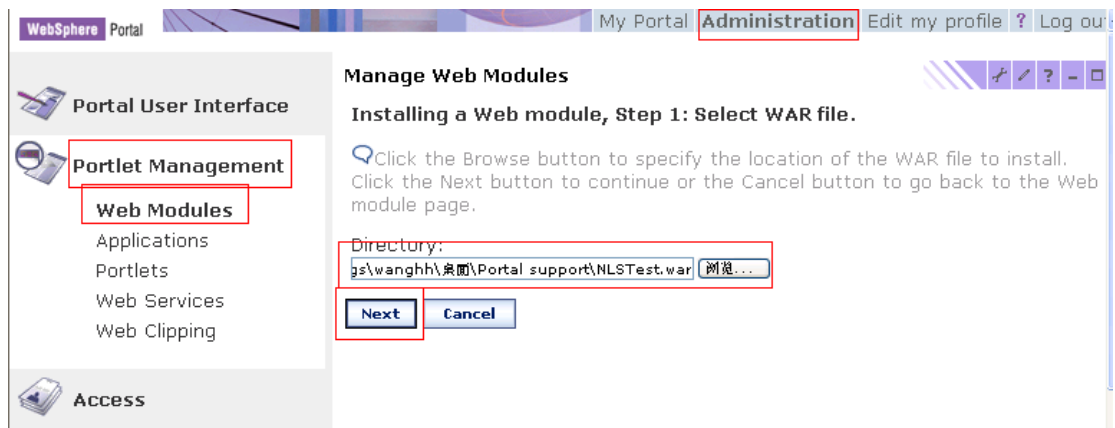 WebSphere Portal
My Portal Administration Edit my profile ? Log ou
Manage Web Modules
Portal User Interface
Installing a Web module, Step 1: Select WAR file.
Portlet Management
Click the Browse button to specify the location of the WAR file to install.
Click the Next button to continue or the Cancel button to go back to the Web
module page.
Web Modules
Applications
Portlets
Web Services
Web Clipping
Directory:
gs\wanghh\桌面\Portal support\NLSTest.war 浏览...
Next Cancel
Access